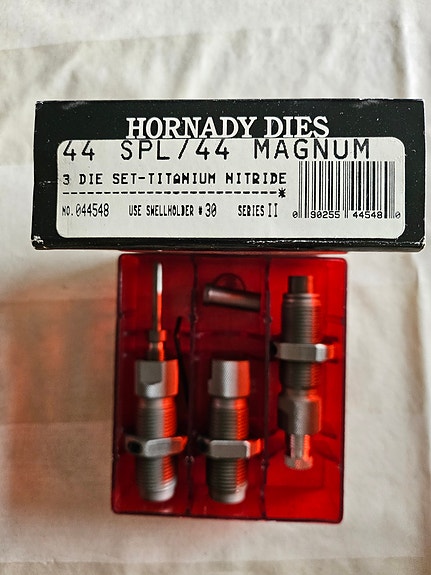 HORNADY DIES
44 SPL/44 MAGNUM
3 DIE SET-TITANIUM NITRIDE
NO. 044548 USE SHELLHOLDER #30 SERIES II
0 90255 44548 0